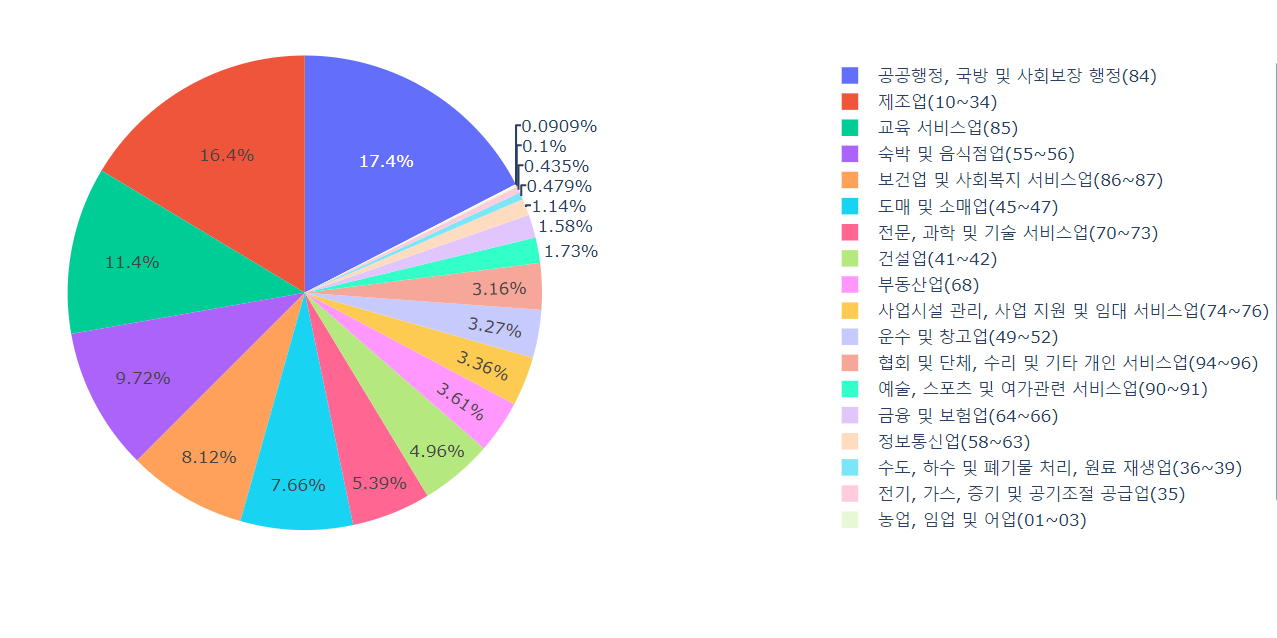 17.4%
16.4%
11.4%
9.72%
8.12%
7.66%
5.39%
4.96%
3.61%
3.36%
3.27%
3.16%
1.73%
1.58%
1.14%
0.479%
0.435%
0.1%
0.0909%
공공행정, 국방 및 사회보장 행정(84)
제조업(10~34)
교육 서비스업(85)
숙박 및 음식점업(55~56)
보건업 및 사회복지 서비스업(86~87)
도매 및 소매업(45~47)
전문, 과학 및 기술 서비스업(70~73)
건설업(41~42)
부동산업(68)
사업시설 관리, 사업 지원 및 임대 서비스업(74~76)
운수 및 창고업(49~52)
협회 및 단체, 수리 및 기타 개인 서비스업(94~96)
예술, 스포츠 및 여가관련 서비스업(90~91)
금융 및 보험업(64~66)
정보통신업(58~63)
수도, 하수 및 폐기물 처리, 원료 재생업(36~39)
전기, 가스, 증기 및 공기조절 공급업(35)
농업, 임업 및 어업(01~03)